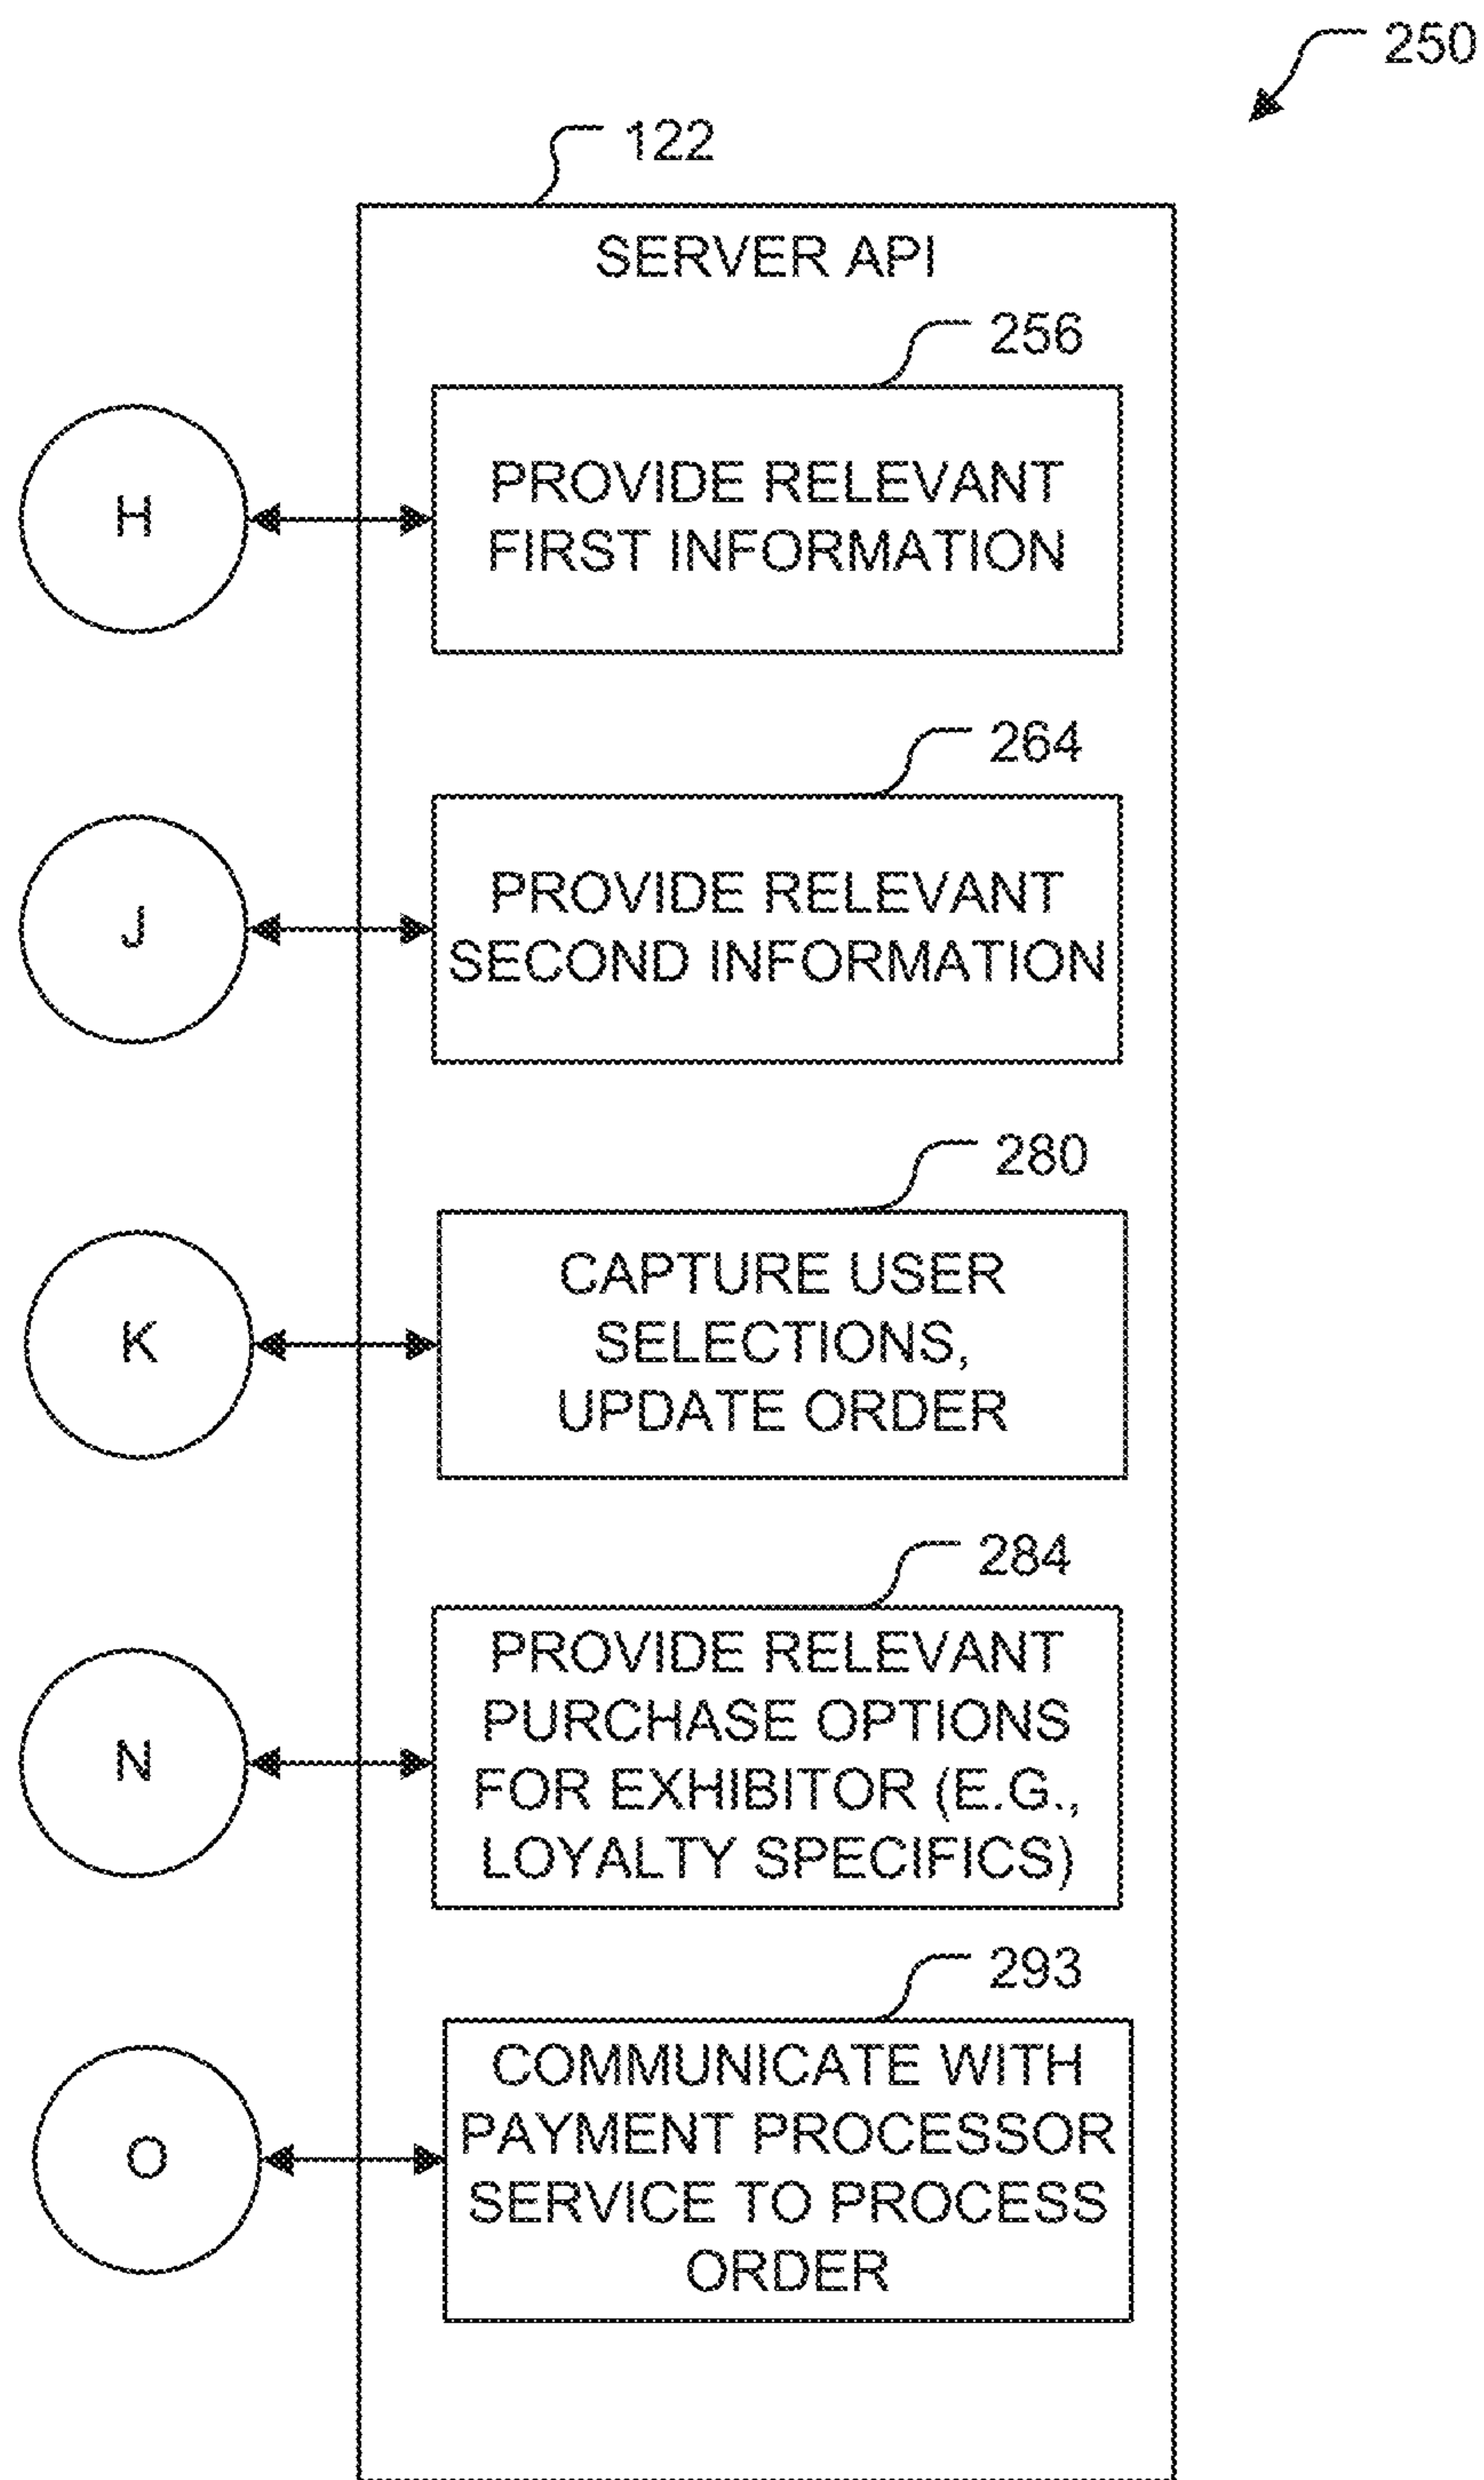 250
122
SERVER API
256
H
PROVIDE RELEVANT
FIRST INFORMATION
264
J
PROVIDE RELEVANT
SECOND INFORMATION
280
K
CAPTURE USER
SELECTIONS,
UPDATE ORDER
284
N
PROVIDE RELEVANT
PURCHASE OPTIONS
FOR EXHIBITOR (E.G.,
LOYALTY SPECIFICS)
293
O
COMMUNICATE WITH
PAYMENT PROCESSOR
SERVICE TO PROCESS
ORDER